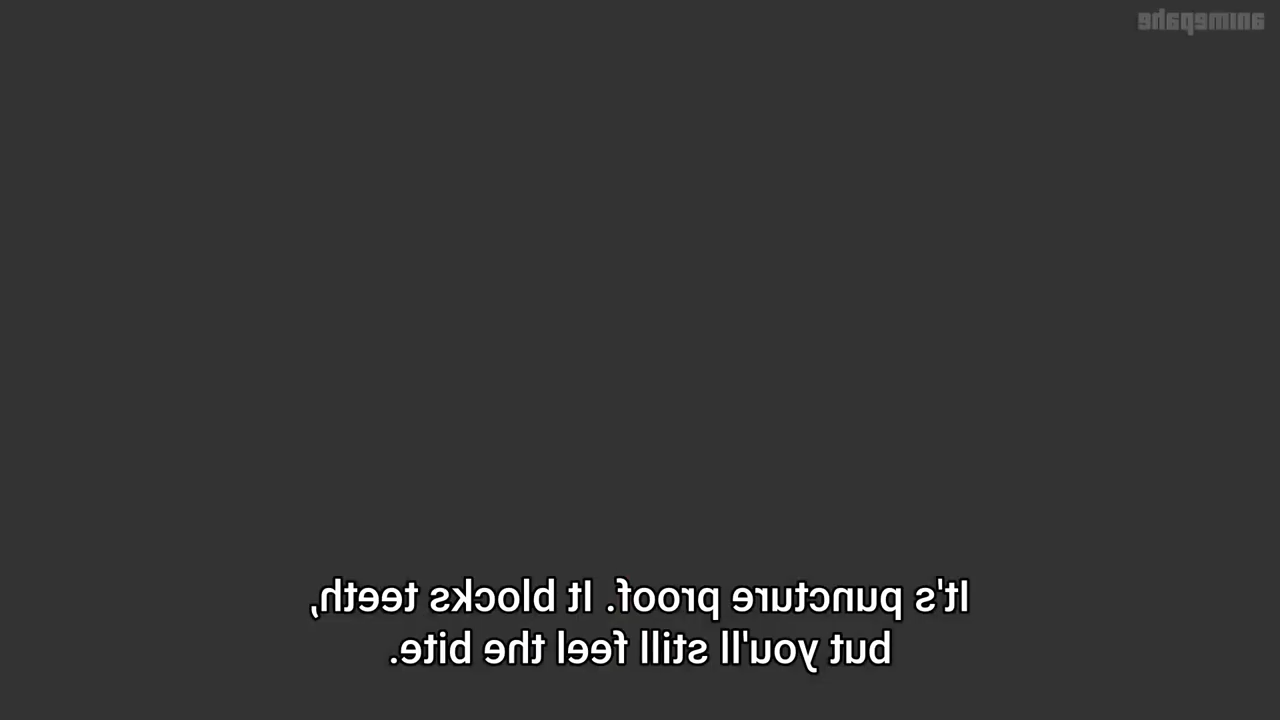 animepahe
It's puncture proof. It blocks teeth,
but you'll still feel the bite.